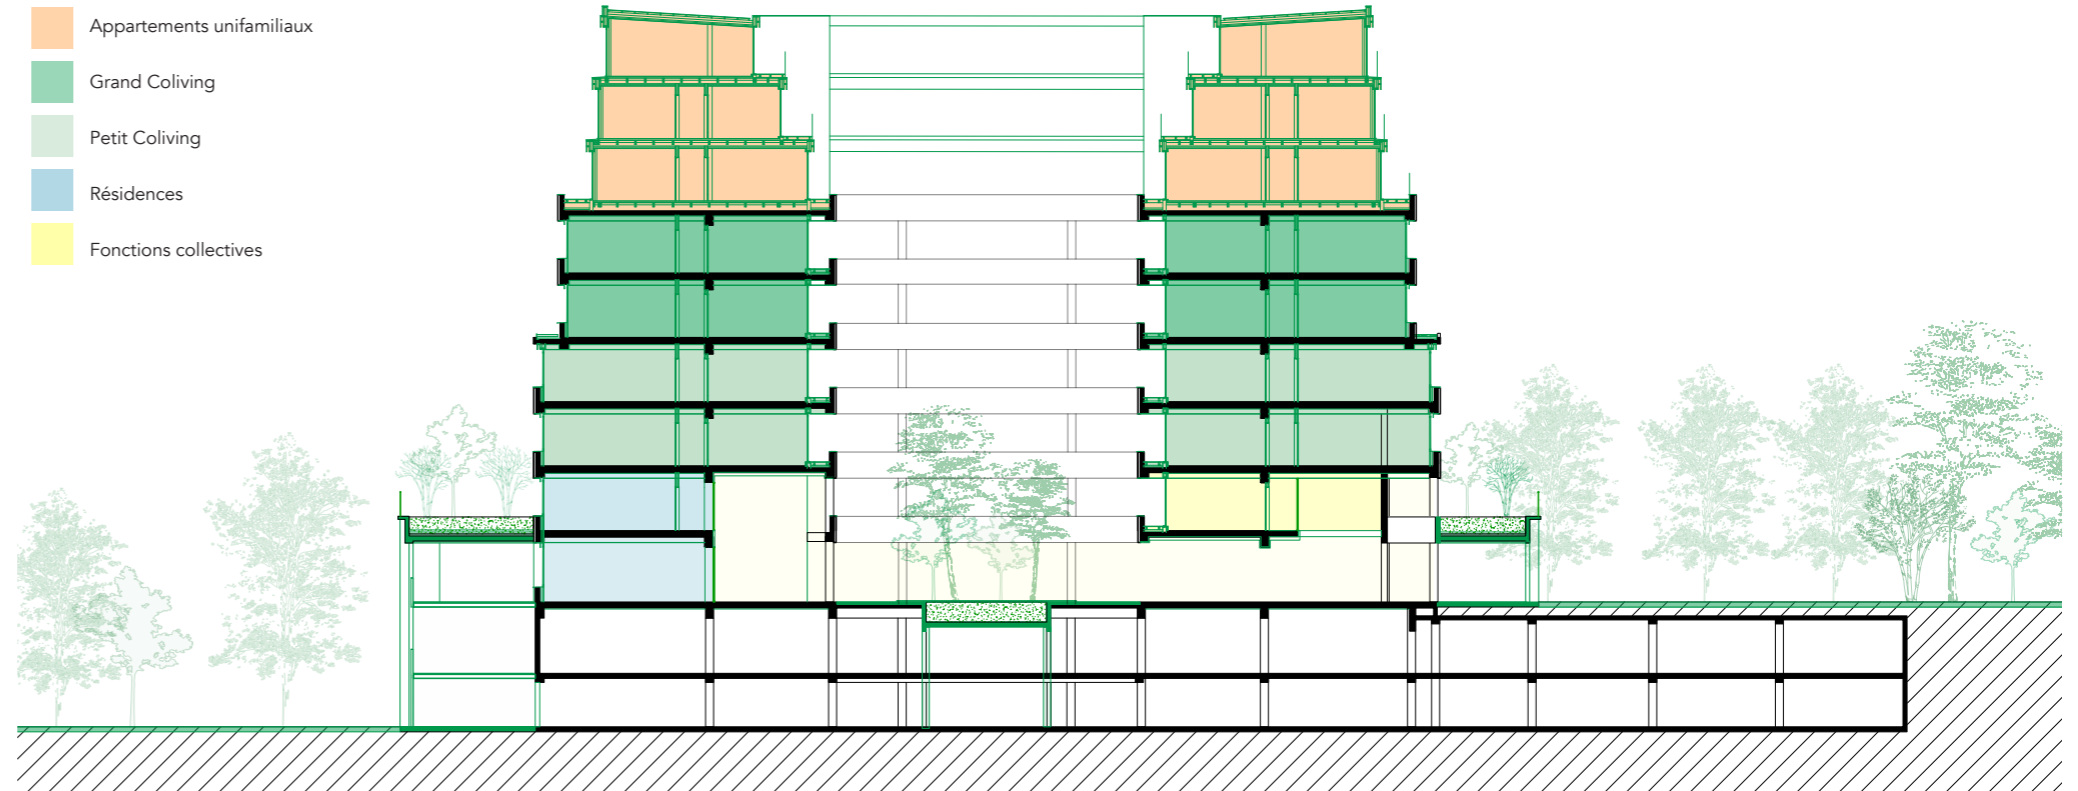 Appartements unifamiliaux
Grand Coliving
Petit Coliving
Résidences
Fonctions collectives